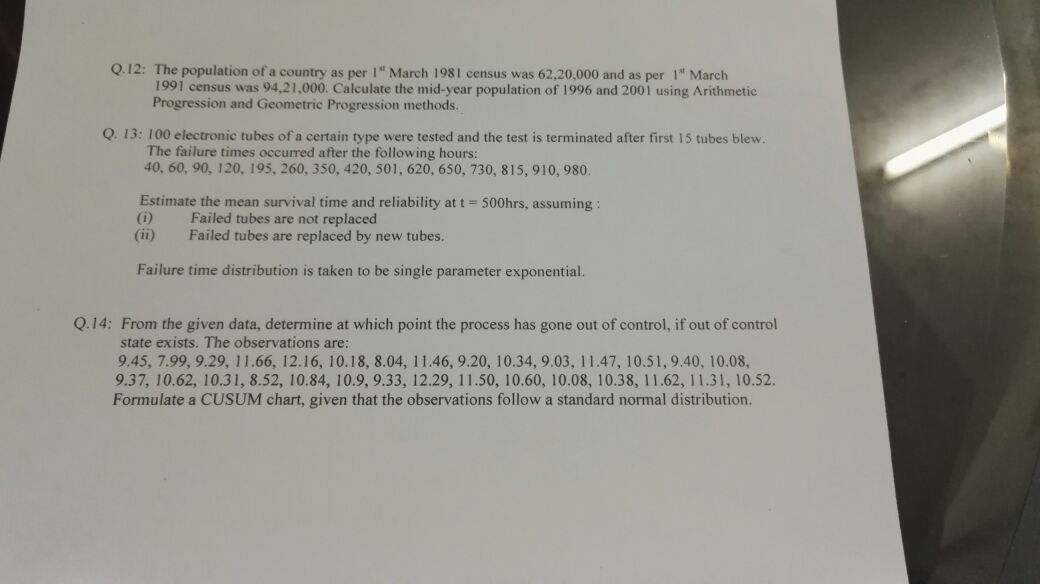 Q.12: The population of a country as per 1st March 1981 census was 62,20,000 and as per 1st March
1991 census was 94,21,000. Calculate the mid-year population of 1996 and 2001 using Arithmetic
Progression and Geometric Progression methods.
Q. 13: 100 electronic tubes of a certain type were tested and the test is terminated after first 15 tubes blew.
The failure times occurred after the following hours:
40, 60, 90, 120, 195, 260, 350, 420, 501, 620, 650, 730, 815, 910, 980.
Estimate the mean survival time and reliability at t = 500hrs, assuming :
(i) Failed tubes are not replaced
(ii) Failed tubes are replaced by new tubes.
Failure time distribution is taken to be single parameter exponential.
Q.14: From the given data, determine at which point the process has gone out of control, if out of control
state exists. The observations are:
9.45, 7.99, 9.29, 11.66, 12.16, 10.18, 8.04, 11.46, 9.20, 10.34, 9.03, 11.47, 10.51, 9.40, 10.08,
9.37, 10.62, 10.31, 8.52, 10.84, 10.9, 9.33, 12.29, 11.50, 10.60, 10.08, 10.38, 11.62, 11.31, 10.52.
Formulate a CUSUM chart, given that the observations follow a standard normal distribution.